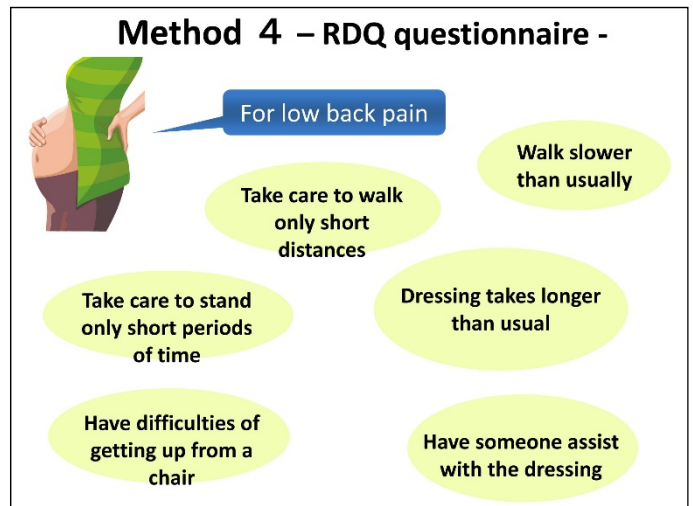 Method ４ – RDQ questionnaire -
For low back pain
Walk slower
than usually
Take care to walk
only short
distances
Take care to stand
only short periods
of time
Dressing takes longer
than usual
Have difficulties of
getting up from a
chair
Have someone assist
with the dressing